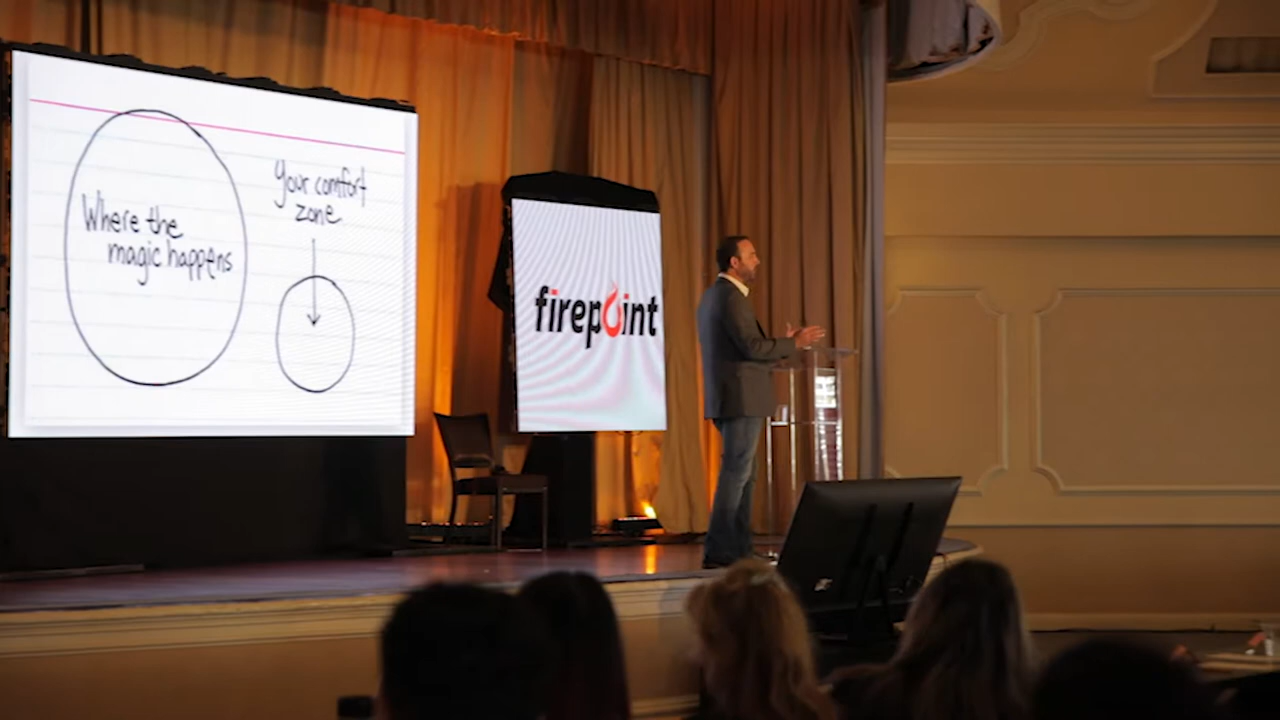 Where the
magic happens
Your comfort
zone
firepoint